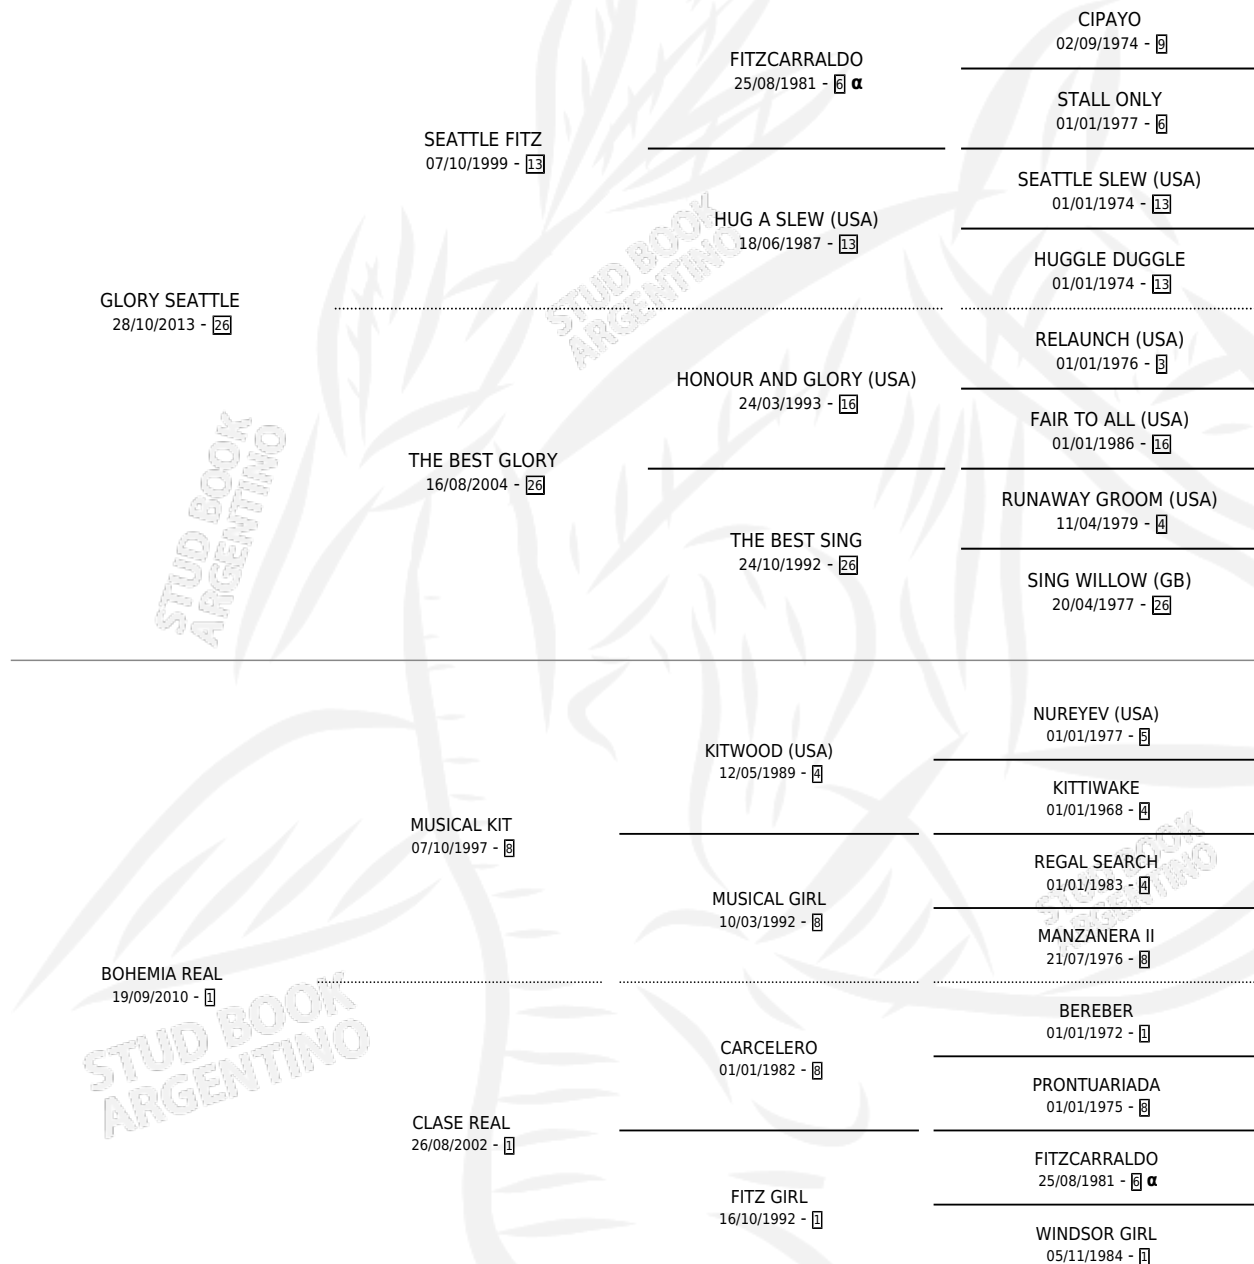 CIPAYO
02/09/1974 - 9
FITZCARRALDO
25/08/1981 - 6 α
STALL ONLY
01/01/1977 - 6
SEATTLE FITZ
07/10/1999 - 13
SEATTLE SLEW (USA)
01/01/1974 - 13
HUG A SLEW (USA)
18/06/1987 - 13
HUGGLE DUGGLE
01/01/1974 - 13
STUD BOOK
ARGENTINO
GLORY SEATTLE
28/10/2013 - 26
RELAUNCH (USA)
01/01/1976 - 3
HONOUR AND GLORY (USA)
24/03/1993 - 16
FAIR TO ALL (USA)
01/01/1986 - 16
THE BEST GLORY
16/08/2004 - 26
RUNAWAY GROOM (USA)
11/04/1979 - 4
THE BEST SING
24/10/1992 - 26
SING WILLOW (GB)
20/04/1977 - 26
STUD BOOK
ARGENTINO
NUREYEV (USA)
01/01/1977 - 5
KITWOOD (USA)
12/05/1989 - 4
KITTIWAKE
01/01/1968 - 4
MUSICAL KIT
07/10/1997 - 8
REGAL SEARCH
01/01/1983 - 4
MUSICAL GIRL
10/03/1992 - 8
MANZANERA II
21/07/1976 - 8
STUD BOOK
ARGENTINO
BOHEMIA REAL
19/09/2010 - 1
STUD BOOK
ARGENTINO
BEREBER
01/01/1972 - 1
CARCELERO
01/01/1982 - 8
PRONTUARIADA
01/01/1975 - 8
CLASE REAL
26/08/2002 - 1
FITZCARRALDO
25/08/1981 - 6 α
FITZ GIRL
16/10/1992 - 1
WINDSOR GIRL
05/11/1984 - 1